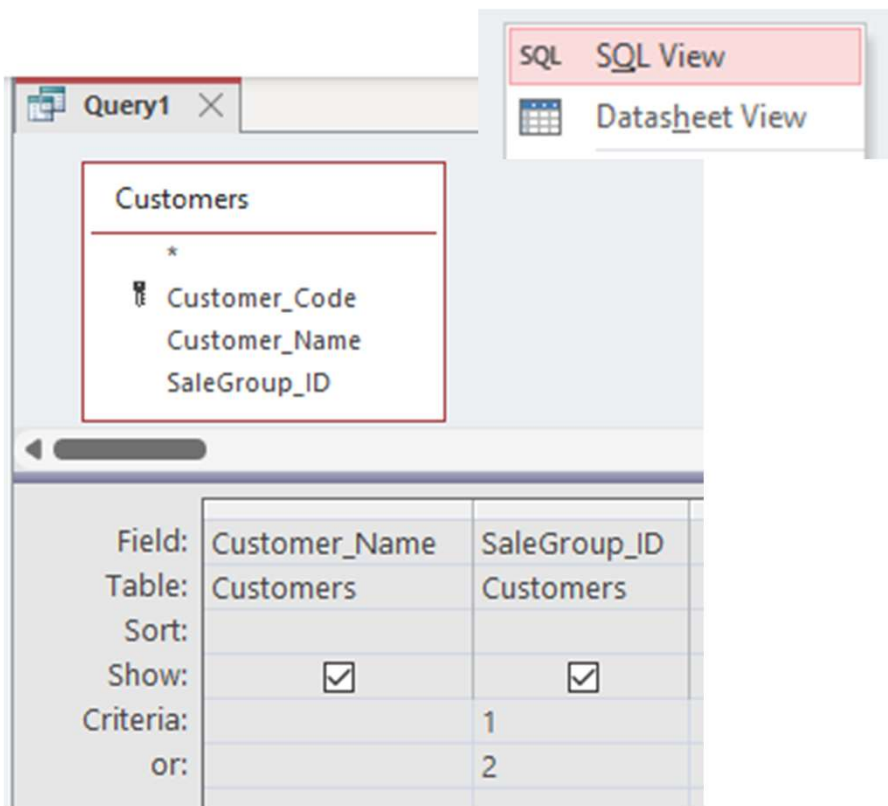 SQL SQL View
Datasheet View
Query1
Customers
*
Customer_Code
Customer_Name
SaleGroup_ID
Field: Customer_Name SaleGroup_ID
Table: Customers Customers
Sort:
Show:
Criteria: 1
or: 2